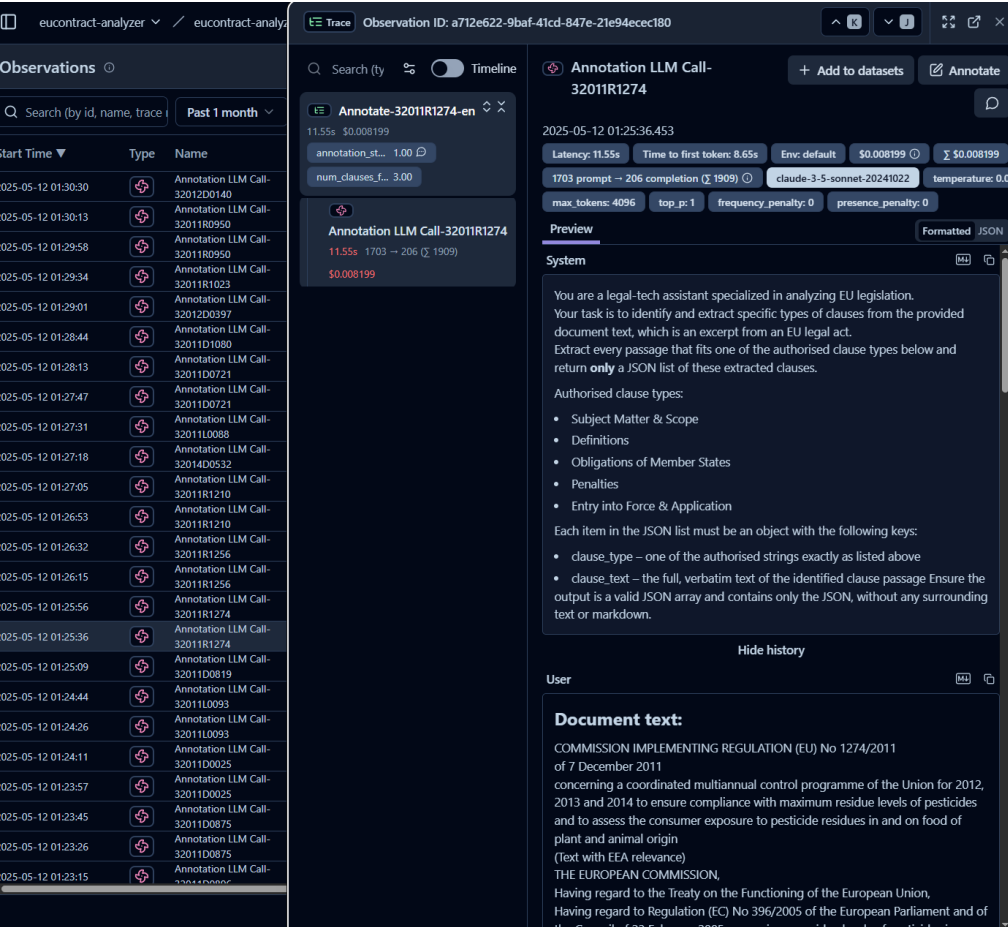 eucontract-analyzer / eucontract-analyz
Observations
Search (by id, name, trace
Past 1 month
Start Time ▼ Type Name
2025-05-12 01:30:30 Annotation LLM Call-
32012D0140
2025-05-12 01:30:13 Annotation LLM Call-
32011R0950
2025-05-12 01:29:58 Annotation LLM Call-
32011R0950
2025-05-12 01:29:34 Annotation LLM Call-
32011R1023
2025-05-12 01:29:01 Annotation LLM Call-
32012D0397
2025-05-12 01:28:44 Annotation LLM Call-
32011D1080
2025-05-12 01:28:13 Annotation LLM Call-
32011D0721
2025-05-12 01:27:47 Annotation LLM Call-
32011D0721
2025-05-12 01:27:31 Annotation LLM Call-
32011L0088
2025-05-12 01:27:18 Annotation LLM Call-
32014D0532
2025-05-12 01:27:05 Annotation LLM Call-
32011R1210
2025-05-12 01:26:53 Annotation LLM Call-
32011R1210
2025-05-12 01:26:32 Annotation LLM Call-
32011R1256
2025-05-12 01:26:15 Annotation LLM Call-
32011R1256
2025-05-12 01:25:56 Annotation LLM Call-
32011R1274
2025-05-12 01:25:36 Annotation LLM Call-
32011R1274
2025-05-12 01:25:09 Annotation LLM Call-
32011D0819
2025-05-12 01:24:44 Annotation LLM Call-
32011L0093
2025-05-12 01:24:26 Annotation LLM Call-
32011L0093
2025-05-12 01:24:11 Annotation LLM Call-
32011D0025
2025-05-12 01:23:57 Annotation LLM Call-
32011D0025
2025-05-12 01:23:45 Annotation LLM Call-
32011D0875
2025-05-12 01:23:26 Annotation LLM Call-
32011D0875
2025-05-12 01:23:15 Annotation LLM Call-
Trace Observation ID: a712e622-9baf-41cd-847e-21e94ecec180
K J
Search (ty Timeline
Annotate-32011R1274-en
11.55s $0.008199
annotation_st... 1.00
num_clauses_f... 3.00
Annotation LLM Call-32011R1274
11.55s 1703 → 206 (∑ 1909)
$0.008199
Annotation LLM Call-
32011R1274
+ Add to datasets Annotate
2025-05-12 01:25:36.453
Latency: 11.55s Time to first token: 8.65s Env: default $0.008199 ∑ $0.008199
1703 prompt → 206 completion (∑ 1909) claude-3-5-sonnet-20241022 temperature: 0.0
max_tokens: 4096 top_p: 1 frequency_penalty: 0 presence_penalty: 0
Preview Formatted JSON
System
You are a legal-tech assistant specialized in analyzing EU legislation.
Your task is to identify and extract specific types of clauses from the provided
document text, which is an excerpt from an EU legal act.
Extract every passage that fits one of the authorised clause types below and
return only a JSON list of these extracted clauses.
Authorised clause types:
• Subject Matter & Scope
• Definitions
• Obligations of Member States
• Penalties
• Entry into Force & Application
Each item in the JSON list must be an object with the following keys:
• clause_type – one of the authorised strings exactly as listed above
• clause_text – the full, verbatim text of the identified clause passage Ensure the
output is a valid JSON array and contains only the JSON, without any surrounding
text or markdown.
Hide history
User
Document text:
COMMISSION IMPLEMENTING REGULATION (EU) No 1274/2011
of 7 December 2011
concerning a coordinated multiannual control programme of the Union for 2012,
2013 and 2014 to ensure compliance with maximum residue levels of pesticides
and to assess the consumer exposure to pesticide residues in and on food of
plant and animal origin
(Text with EEA relevance)
THE EUROPEAN COMMISSION,
Having regard to the Treaty on the Functioning of the European Union,
Having regard to Regulation (EC) No 396/2005 of the European Parliament and of